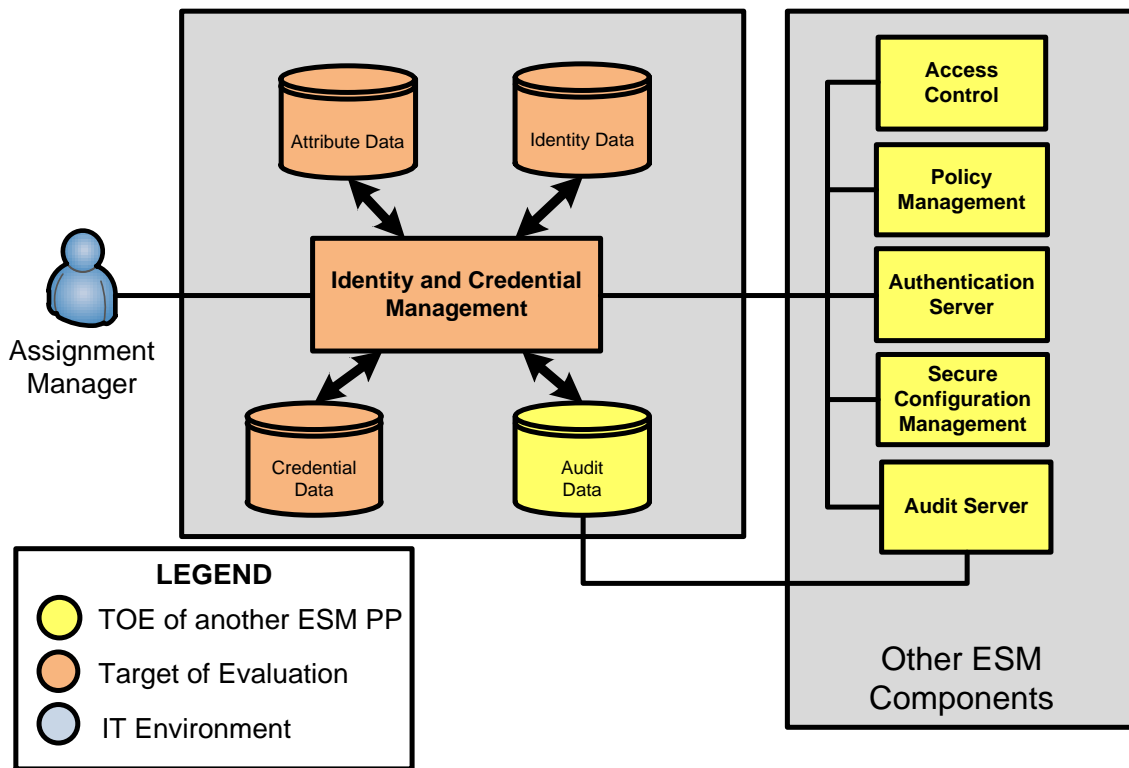 Attribute Data
Identity Data
Identity and Credential
Management
Assignment
Manager
Credential
Data
Audit
Data
Access
Control
Policy
Management
Authentication
Server
Secure
Configuration
Management
Audit Server
Other ESM
Components
LEGEND
TOE of another ESM PP
Target of Evaluation
IT Environment